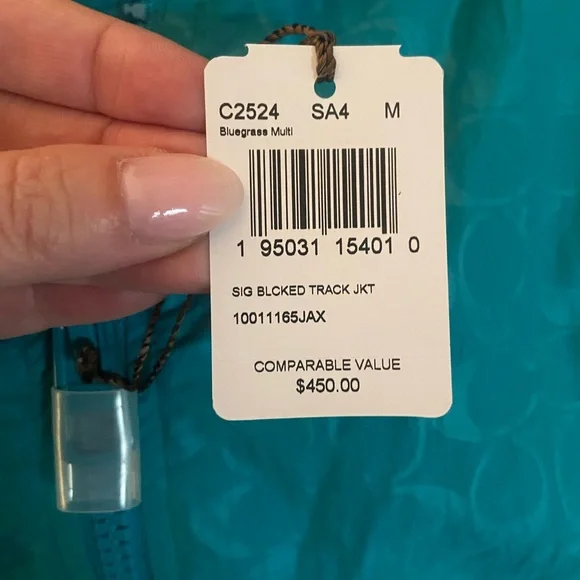 C2524 SA4 M
Bluegrass Multi
1 95031 15401 0
SIG BLCKED TRACK JKT
10011165JAX
COMPARABLE VALUE
$450.00